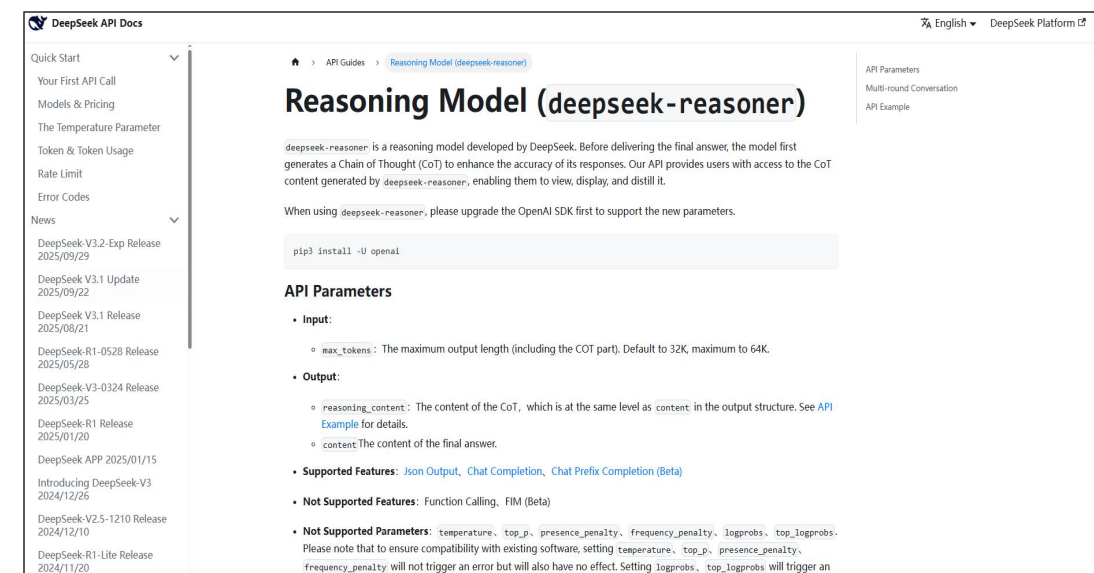 DeepSeek API Docs
English
DeepSeek Platform
Quick Start
Your First API Call
Models & Pricing
The Temperature Parameter
Token & Token Usage
Rate Limit
Error Codes
News
DeepSeek-V3.2-Exp Release
2025/09/29
DeepSeek V3.1 Update
2025/09/22
DeepSeek V3.1 Release
2025/08/21
DeepSeek-R1-0528 Release
2025/05/28
DeepSeek-V3-0324 Release
2025/03/25
DeepSeek-R1 Release
2025/01/20
DeepSeek APP 2025/01/15
Introducing DeepSeek-V3
2024/12/26
DeepSeek-V2.5-1210 Release
2024/12/10
DeepSeek-R1-Lite Release
2024/11/20
API Guides > Reasoning Model (deepseek-reasoner)
Reasoning Model (deepseek-reasoner)
deepseek-reasoner is a reasoning model developed by DeepSeek. Before delivering the final answer, the model first
generates a Chain of Thought (CoT) to enhance the accuracy of its responses. Our API provides users with access to the CoT
content generated by deepseek-reasoner, enabling them to view, display, and distill it.
When using deepseek-reasoner, please upgrade the OpenAI SDK first to support the new parameters.
pip3 install -U openai
API Parameters
• Input:
max_tokens: The maximum output length (including the COT part). Default to 32K, maximum to 64K.
• Output:
reasoning_content: The content of the CoT, which is at the same level as content in the output structure. See API
Example for details.
content The content of the final answer.
• Supported Features: Json Output、Chat Completion、Chat Prefix Completion (Beta)
• Not Supported Features: Function Calling、FIM (Beta)
• Not Supported Parameters: temperature、top_p、presence_penalty、frequency_penalty、logprobs、top_logprobs.
Please note that to ensure compatibility with existing software, setting temperature、top_p、presence_penalty、
frequency_penalty will not trigger an error but will also have no effect. Setting logprobs、top_logprobs will trigger an
API Parameters
Multi-round Conversation
API Example